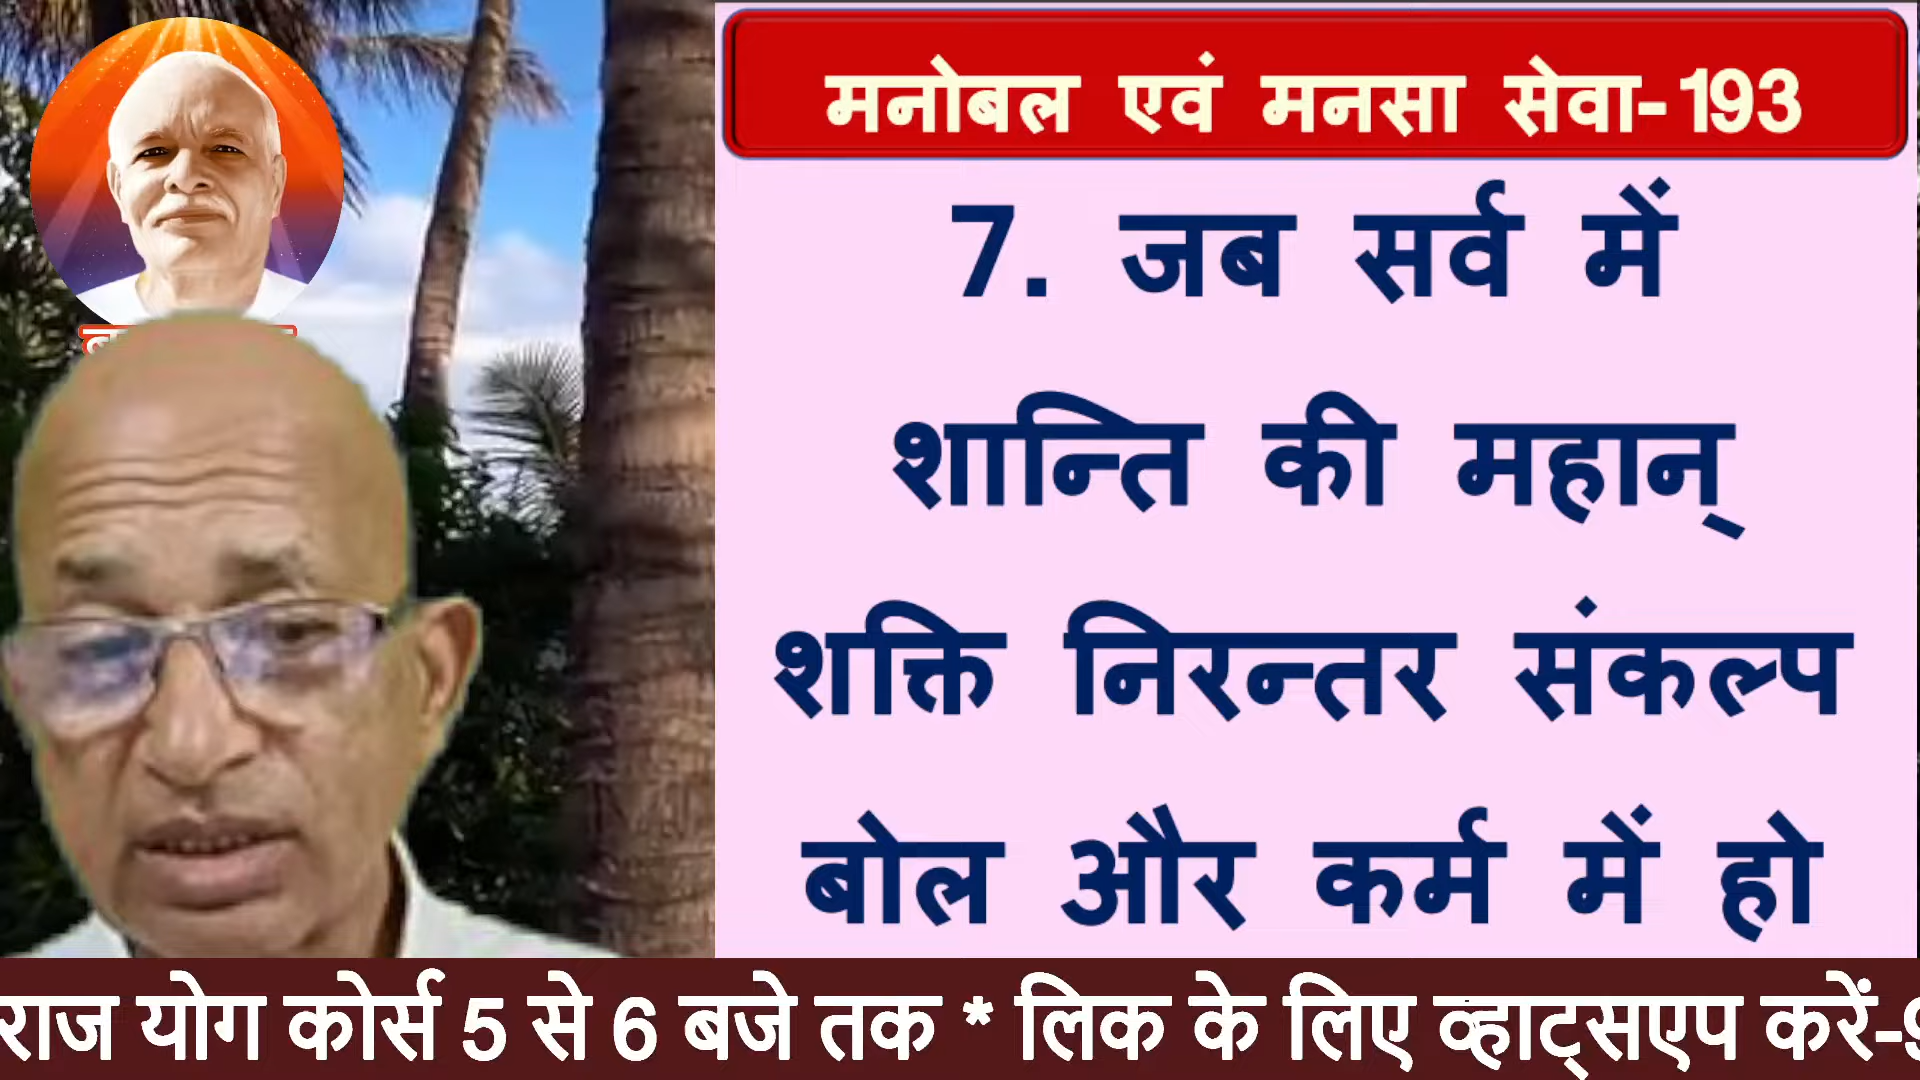 मनोबल एवं मनसा सेवा-193
7. जब सर्व में
शान्ति की महान्
शक्ति निरन्तर संकल्प
बोल और कर्म में हो
राज योग कोर्स 5 से 6 बजे तक * लिंक के लिए व्हाट्सएप करें-9